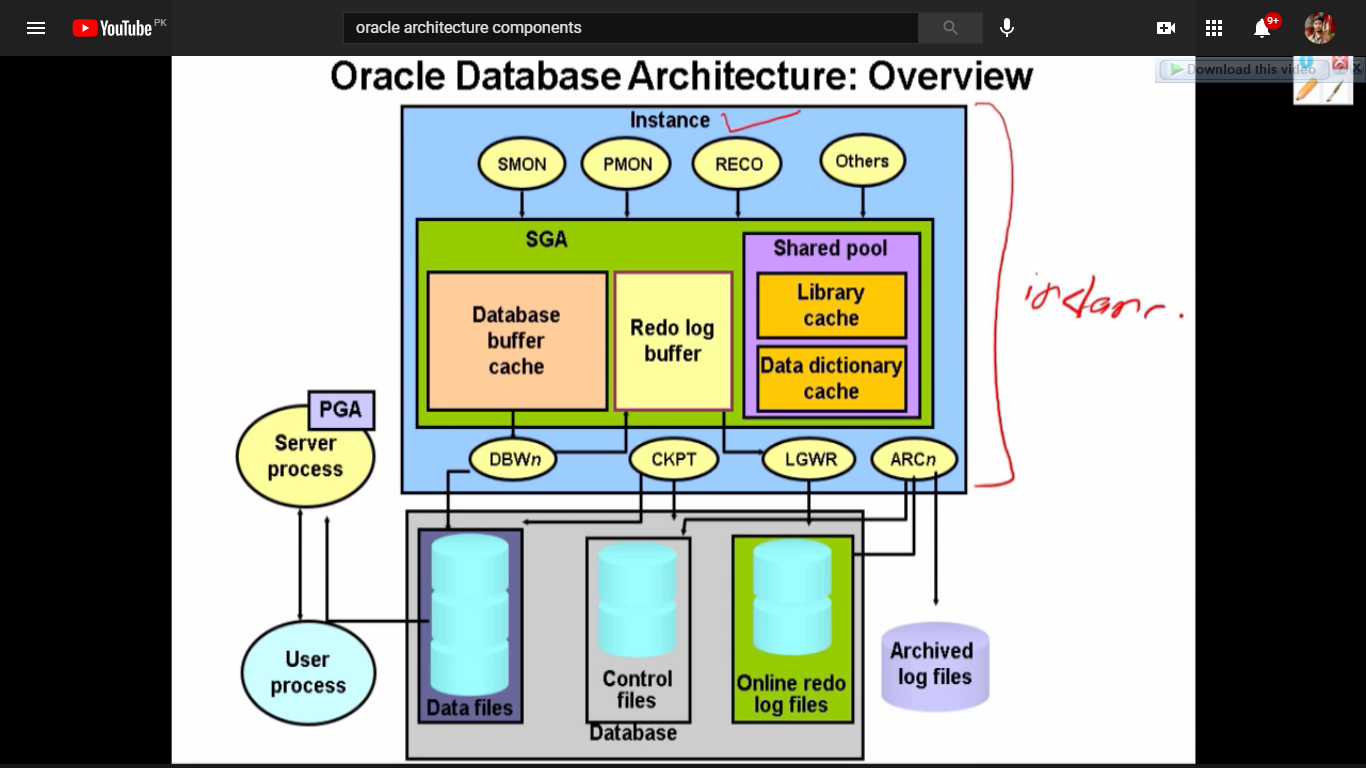 YouTube PK
oracle architecture components
9+
Download this video
Oracle Database Architecture: Overview
Instance
SMON
PMON
RECO
Others
SGA
Shared pool
Database
buffer
cache
Redo log
buffer
Library
cache
Data dictionary
cache
instanc.
PGA
Server
process
DBWn
CKPT
LGWR
ARCn
User
process
Data files
Control
files
Online redo
log files
Archived
log files
Database